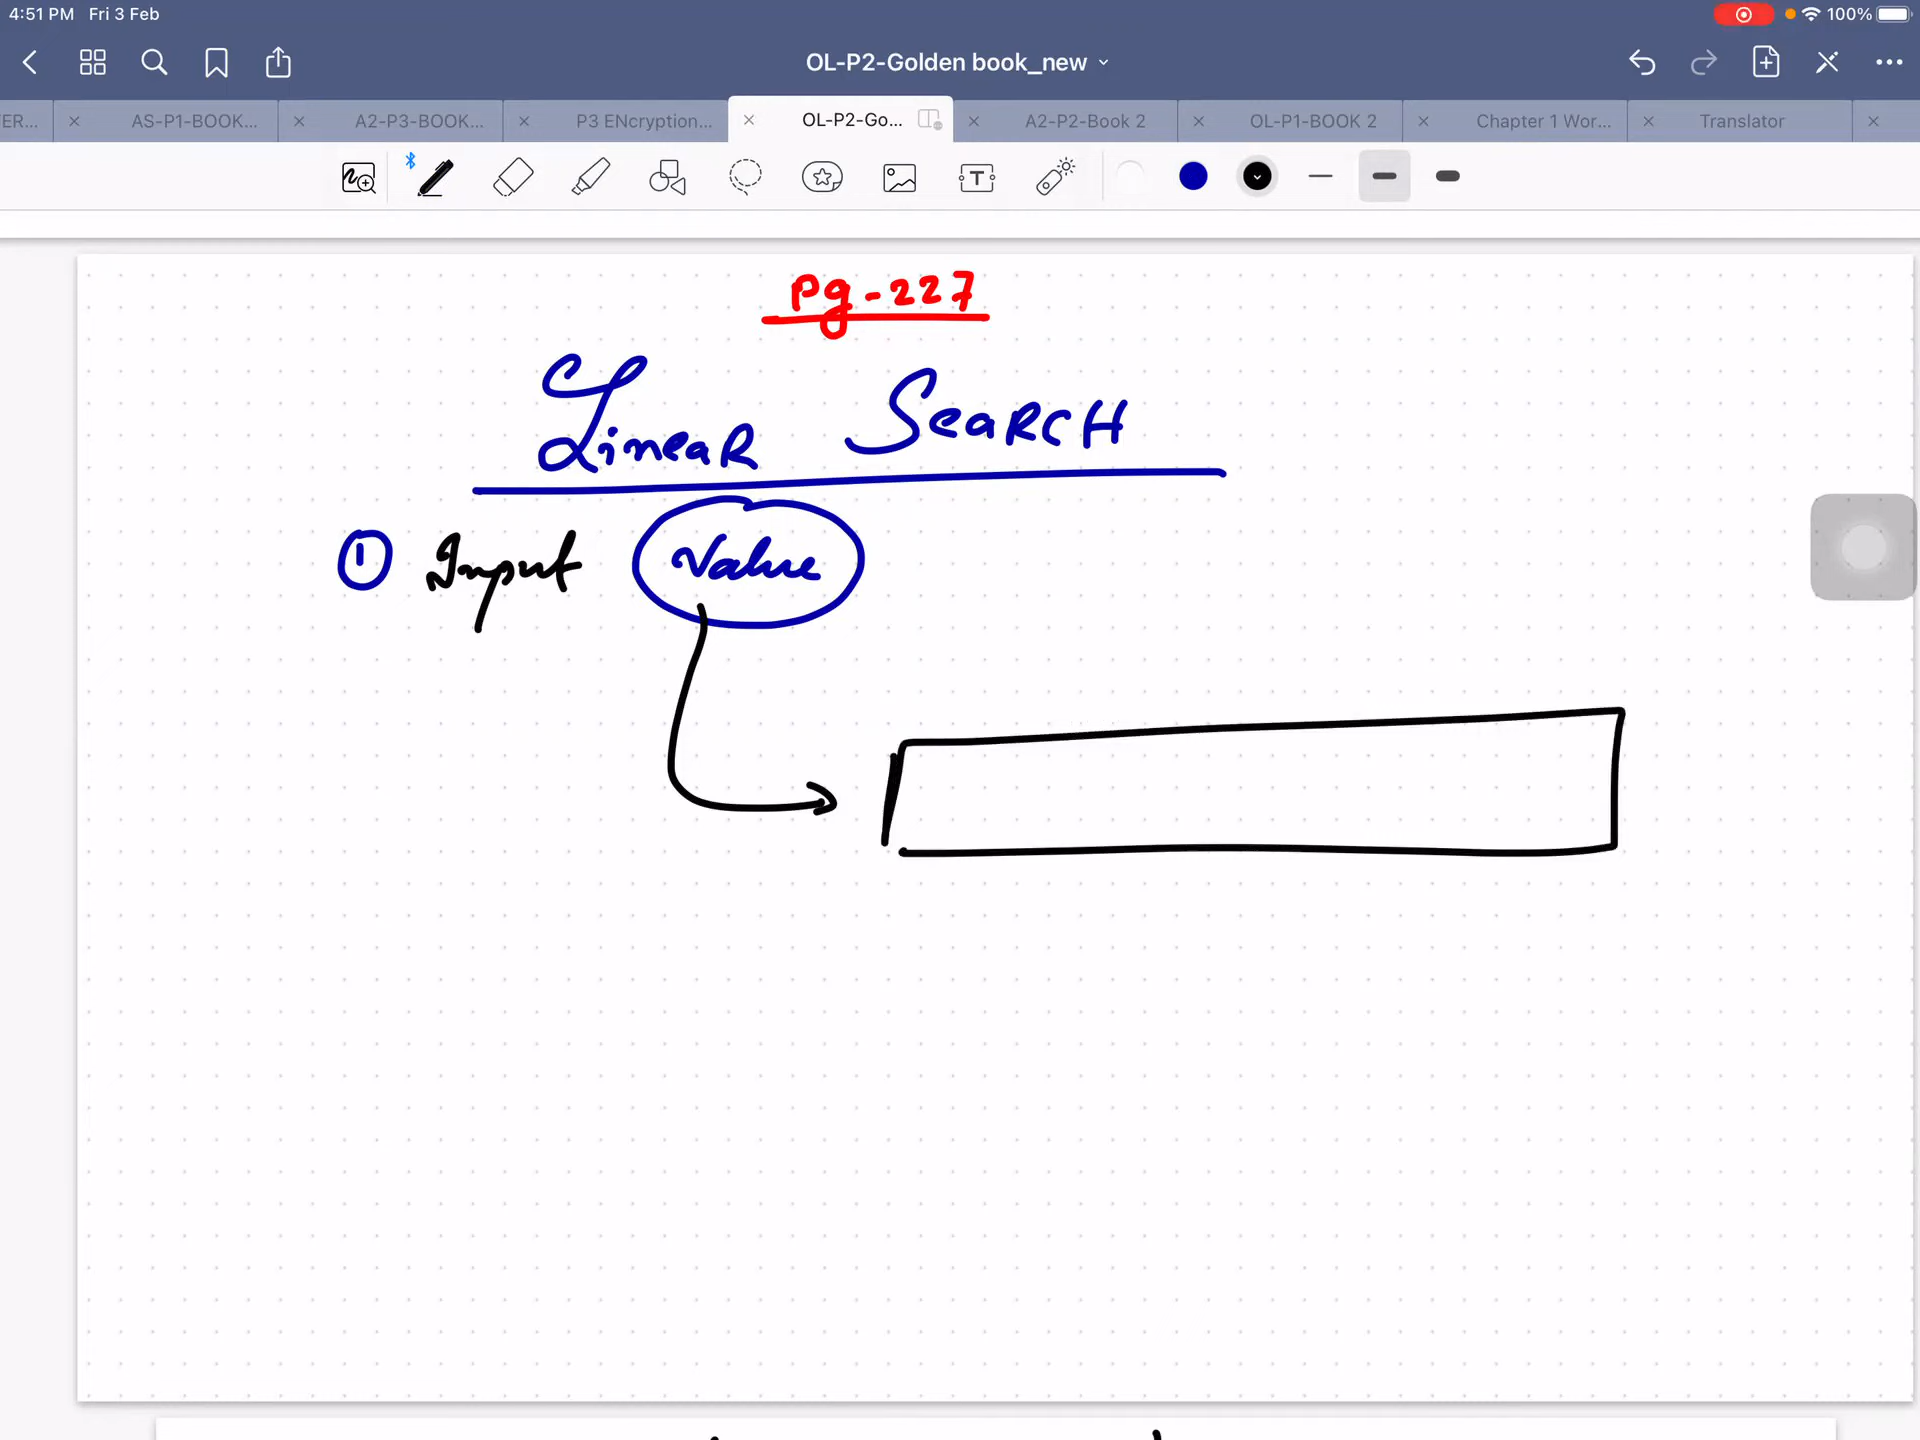 4:51 PM Fri 3 Feb 100%
OL-P2-Golden book_new
ER... AS-P1-BOOK... A2-P3-BOOK... P3 ENcryption... OL-P2-Go... A2-P2-Book 2 OL-P1-BOOK 2 Chapter 1 Wor... Translator
T
Pg-227
Linear Search
① Input Value